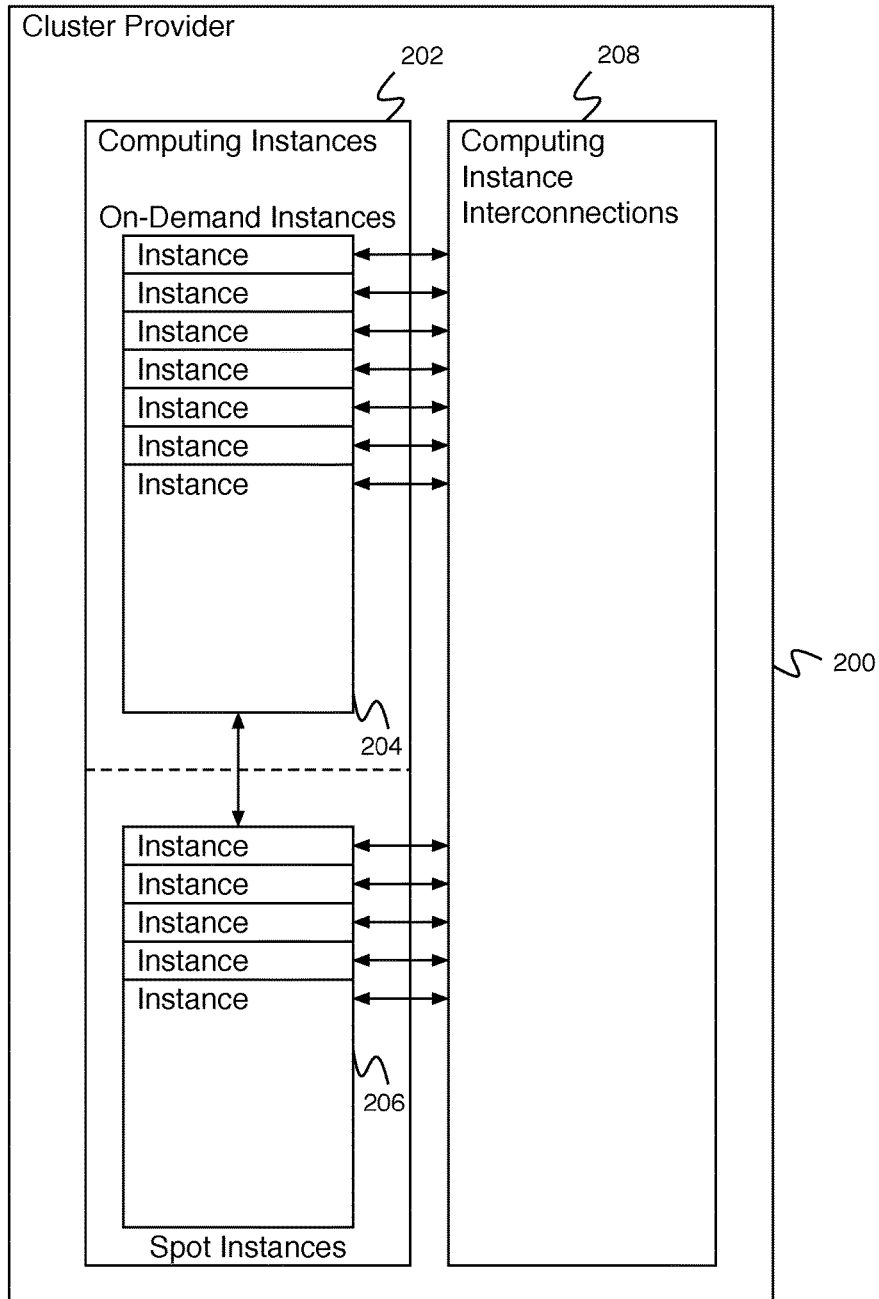 Cluster Provider
202
208
Computing Instances
Computing
Instance
Interconnections
On-Demand Instances
Instance
Instance
Instance
Instance
Instance
Instance
Instance
200
204
Instance
Instance
Instance
Instance
Instance
206
Spot Instances